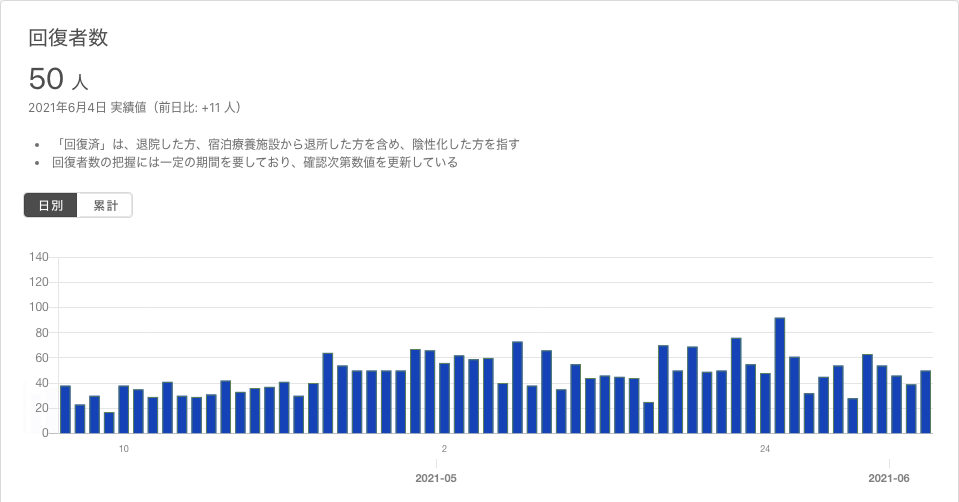 回復者数
50 人
2021年6月4日 実績値（前日比: +11 人）
• 「回復済」は、退院した方、宿泊療養施設から退所した方を含め、陰性化した方を指す
• 回復者数の把握には一定の期間を要しており、確認次第数値を更新している
日別 累計
140
120
100
80
60
40
20
0
10 2 24
2021-05 2021-06